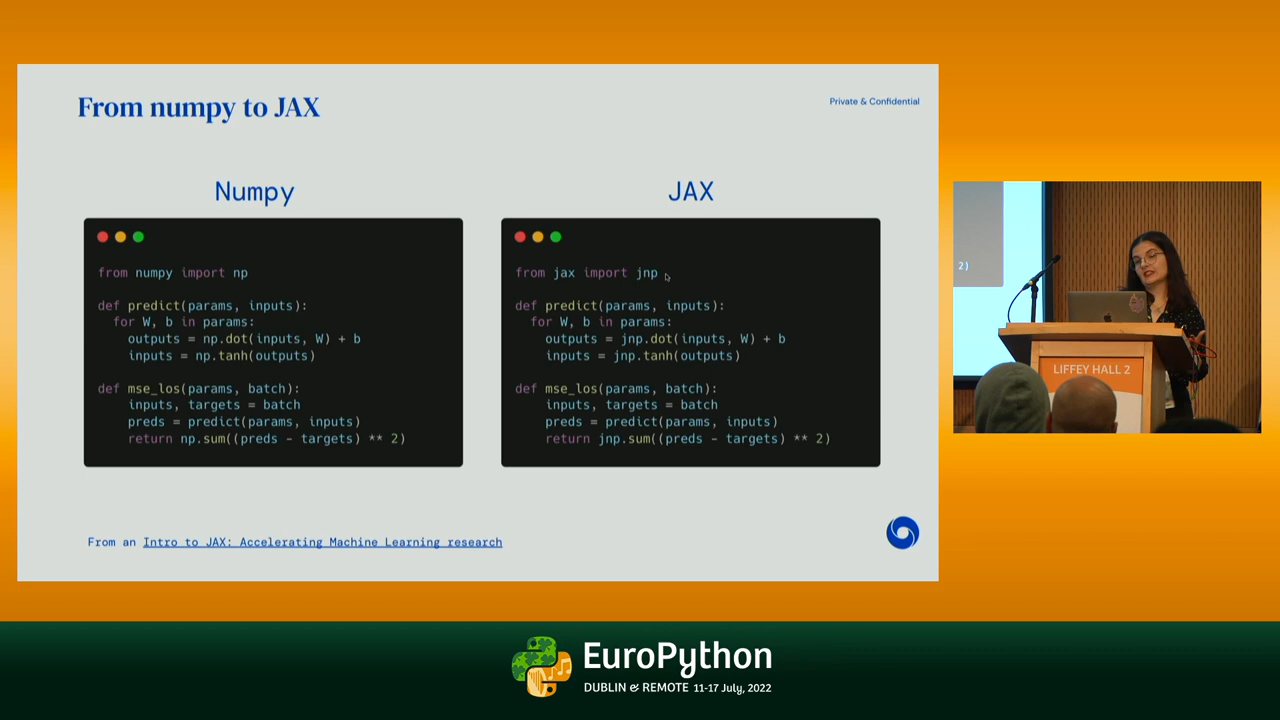 From numpy to JAX
Private & Confidential
Numpy
from numpy import np
def predict(params, inputs):
  for W, b in params:
    outputs = np.dot(inputs, W) + b
    inputs = np.tanh(outputs)
def mse_los(params, batch):
    inputs, targets = batch
    preds = predict(params, inputs)
    return np.sum((preds - targets) ** 2)
JAX
from jax import jnp
def predict(params, inputs):
  for W, b in params:
    outputs = jnp.dot(inputs, W) + b
    inputs = jnp.tanh(outputs)
def mse_los(params, batch):
    inputs, targets = batch
    preds = predict(params, inputs)
    return jnp.sum((preds - targets) ** 2)
From an Intro to JAX: Accelerating Machine Learning research
2)
LIFFEY HALL 2
EuroPython
DUBLIN & REMOTE 11-17 July, 2022